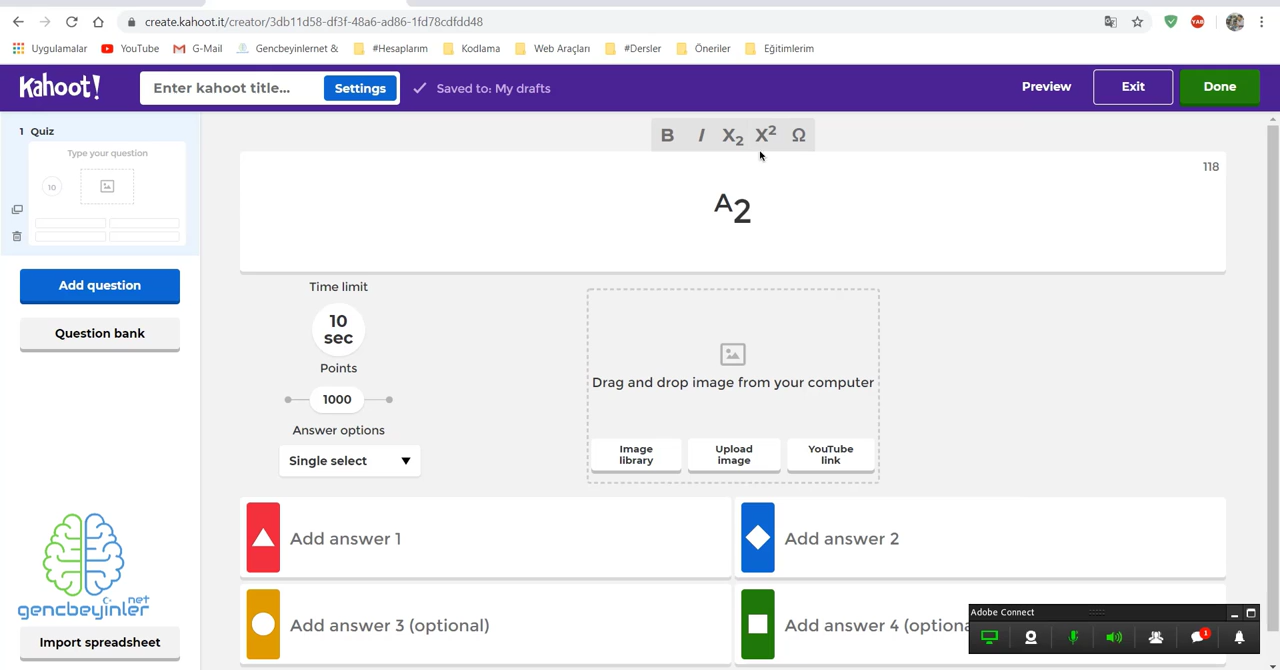 create.kahoot.it/creator/3db11d58-df3f-48a6-ad86-1fd78cdfdd48
Uygulamalar YouTube G-Mail Gencbeyinlernet & #Hesaplarım Kodlama Web Araçları #Dersler Öneriler Eğitimlerim
Kahoot! Enter kahoot title... Settings Saved to: My drafts Preview Exit Done
1 Quiz
B I X₂ X² Ω
Type your question
118
10
ᴬ2
Add question
Question bank
Time limit
10
sec
Points
1000
Answer options
Single select
Drag and drop image from your computer
Image library
Upload image
YouTube link
Add answer 1
Add answer 2
Add answer 3 (optional)
Add answer 4 (optiona
gencbeyinler .net
Import spreadsheet
Adobe Connect
1